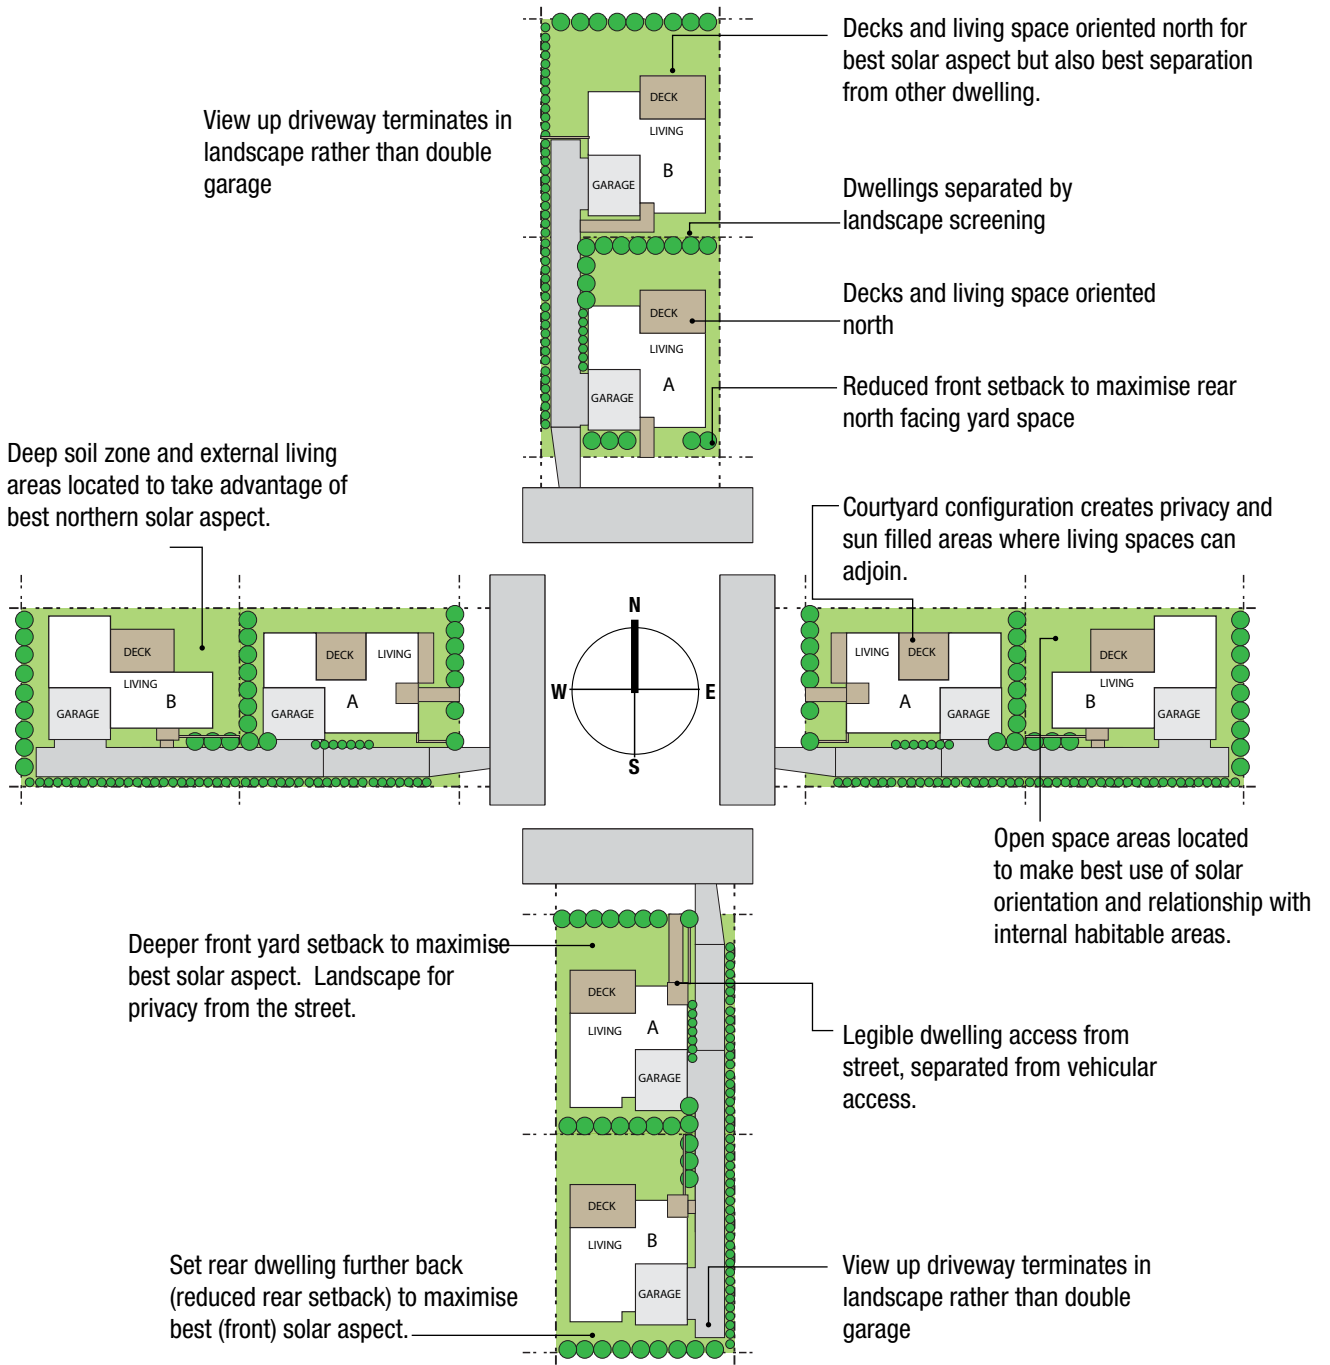 Decks and living space oriented north for
best solar aspect but also best separation
from other dwelling.
View up driveway terminates in
landscape rather than double
garage
DECK
LIVING
B
GARAGE
Dwellings separated by
landscape screening
Decks and living space oriented
north
DECK
LIVING
A
GARAGE
Reduced front setback to maximise rear
north facing yard space
Deep soil zone and external living
areas located to take advantage of
best northern solar aspect.
Courtyard configuration creates privacy and
sun filled areas where living spaces can
adjoin.
DECK
LIVING
B
GARAGE
DECK
LIVING
A
GARAGE
N
W
E
S
LIVING
DECK
A
GARAGE
DECK
LIVING
B
GARAGE
Open space areas located
to make best use of solar
orientation and relationship with
internal habitable areas.
Deeper front yard setback to maximise
best solar aspect. Landscape for
privacy from the street.
DECK
LIVING
A
GARAGE
Legible dwelling access from
street, separated from vehicular
access.
DECK
LIVING
B
GARAGE
Set rear dwelling further back
(reduced rear setback) to maximise
best (front) solar aspect.
View up driveway terminates in
landscape rather than double
garage